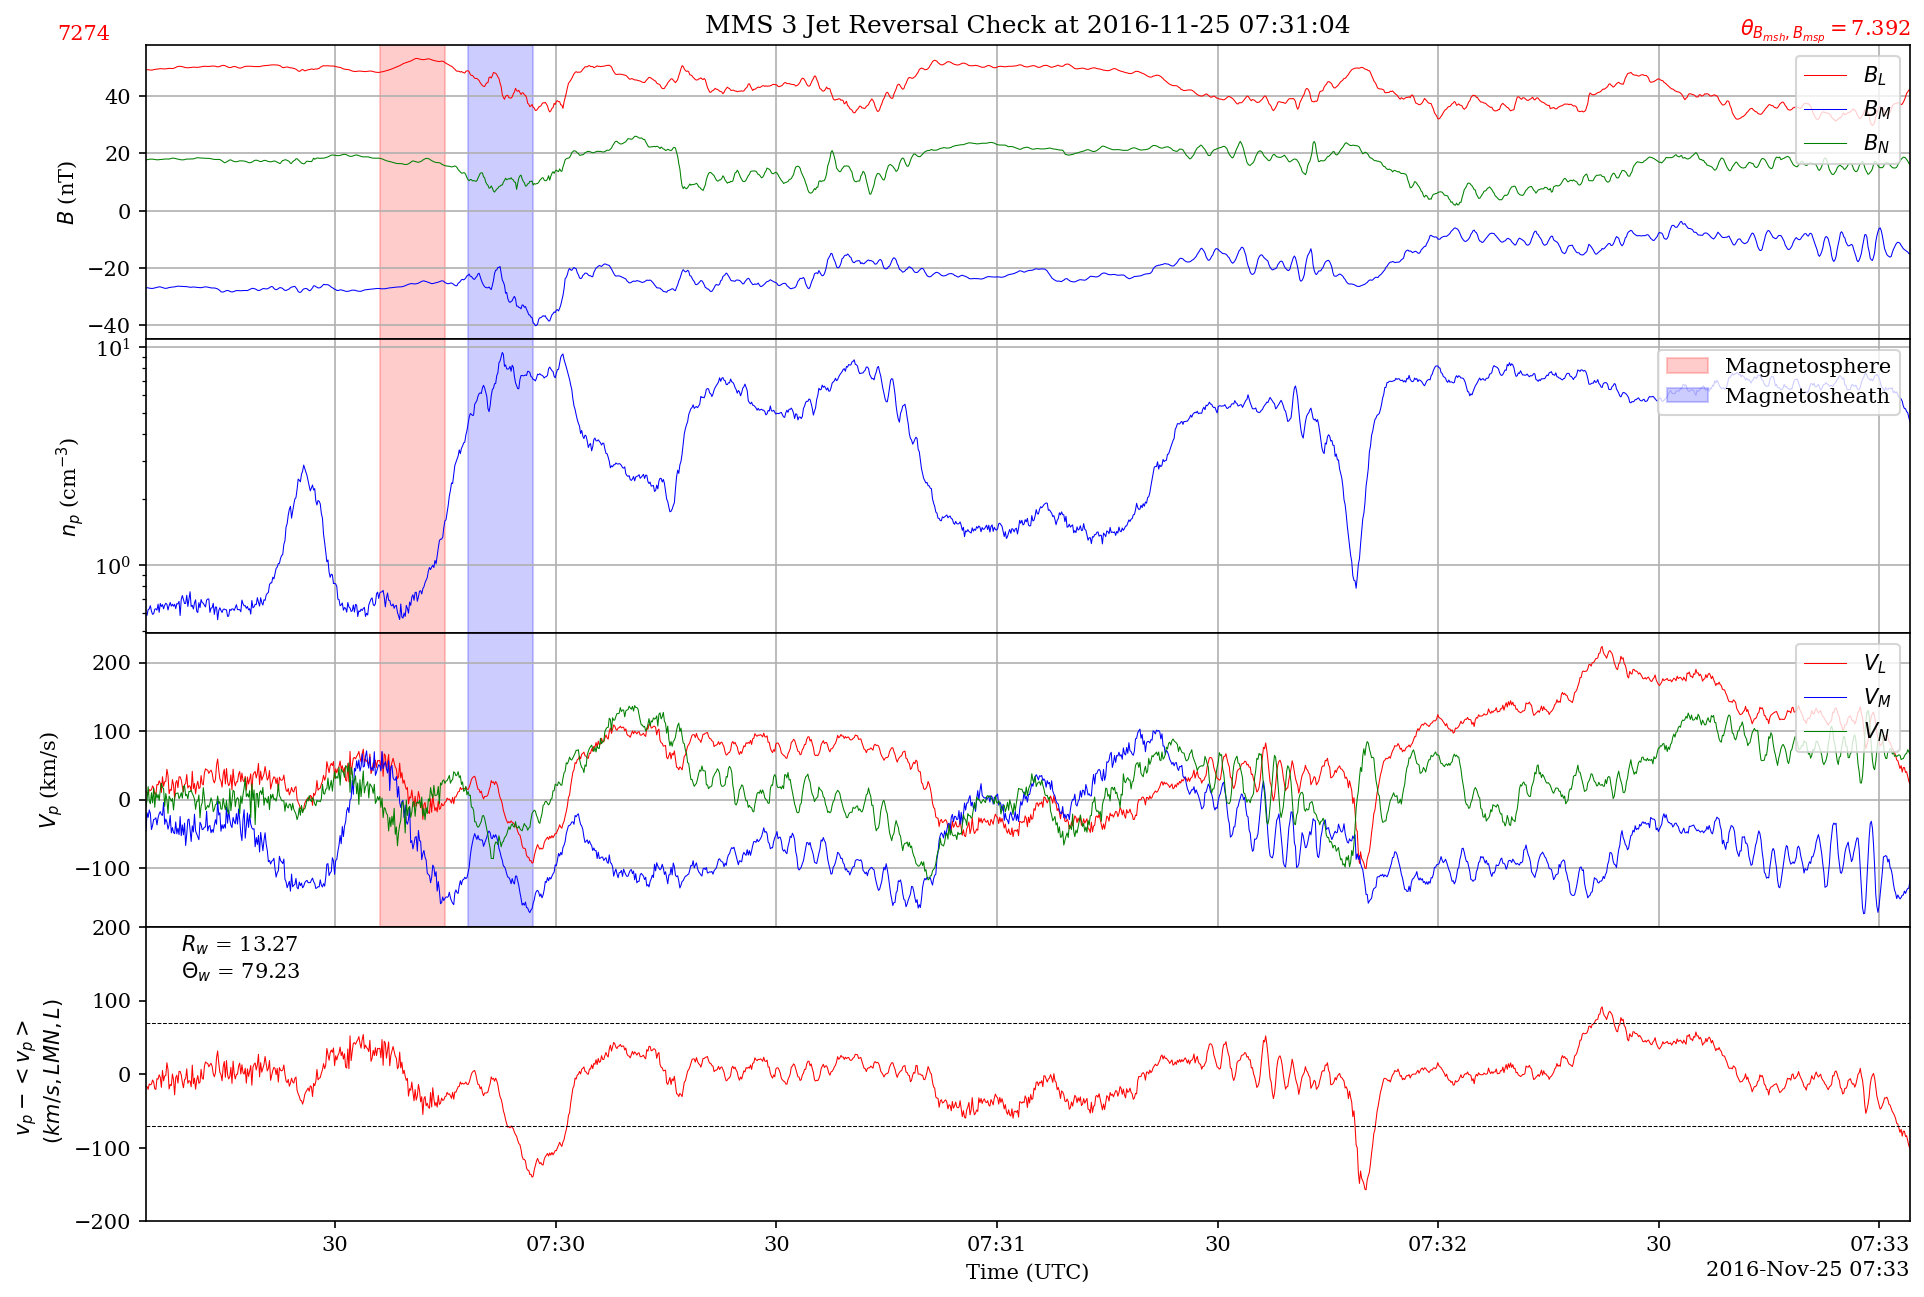 MMS 3 Jet Reversal Check at 2016-11-25 07:31:04
7274
θ_{B_{msh}, B_{msp}} = 7.392
B (nT)
40
20
0
−20
−40
B_L
B_M
B_N
n_p (cm^{−3})
10^1
10^0
Magnetosphere
Magnetosheath
V_p (km/s)
200
100
0
−100
V_L
V_M
V_N
v_p − <v_p>
(km/s, LMN, L)
200
100
0
−100
−200
R_w = 13.27
Θ_w = 79.23
30
07:30
30
07:31
30
07:32
30
07:33
Time (UTC)
2016-Nov-25 07:33